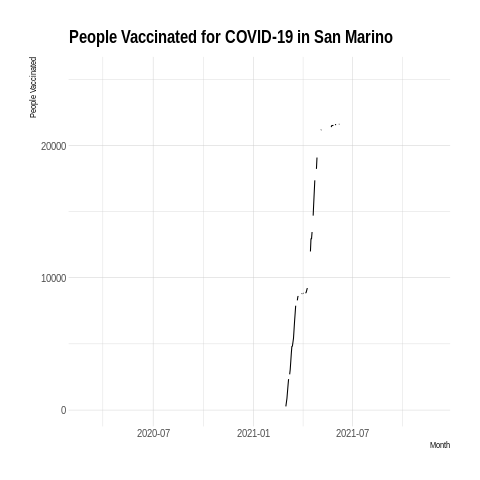 People Vaccinated for COVID-19 in San Marino
People Vaccinated
20000
10000
0
2020-07 2021-01 2021-07
Month